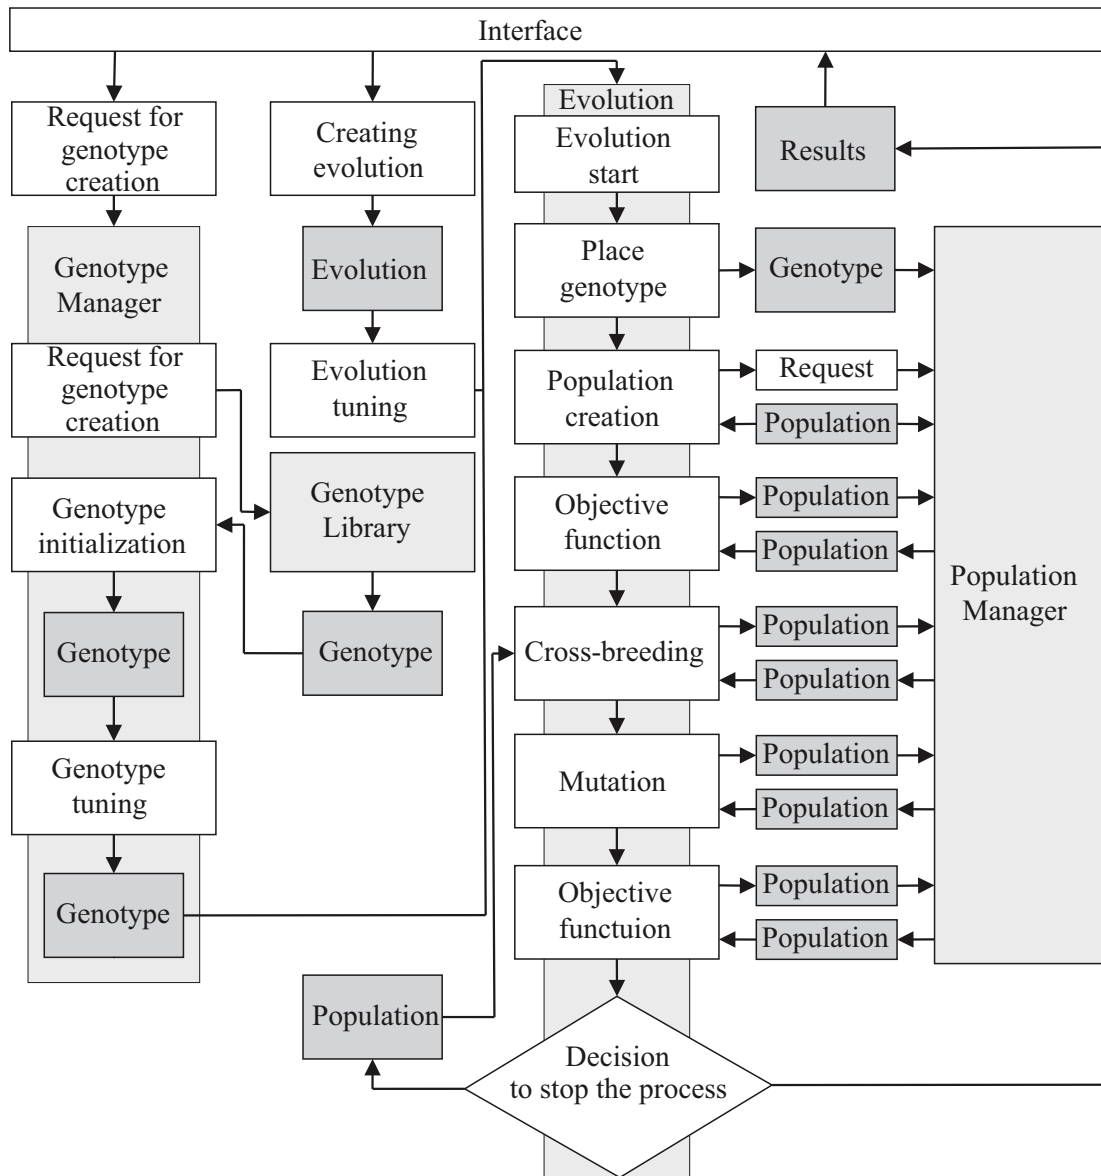 Interface
Request for
genotype
creation
Genotype
Manager
Request for
genotype
creation
Genotype
initialization
Genotype
Genotype
tuning
Genotype
Creating
evolution
Evolution
Evolution
tuning
Genotype
Library
Genotype
Population
Evolution
Evolution
start
Place
genotype
Population
creation
Objective
function
Cross-breeding
Mutation
Objective
functuion
Decision
to stop the process
Results
Genotype
Request
Population
Population
Population
Population
Population
Population
Population
Population
Population
Population
Manager